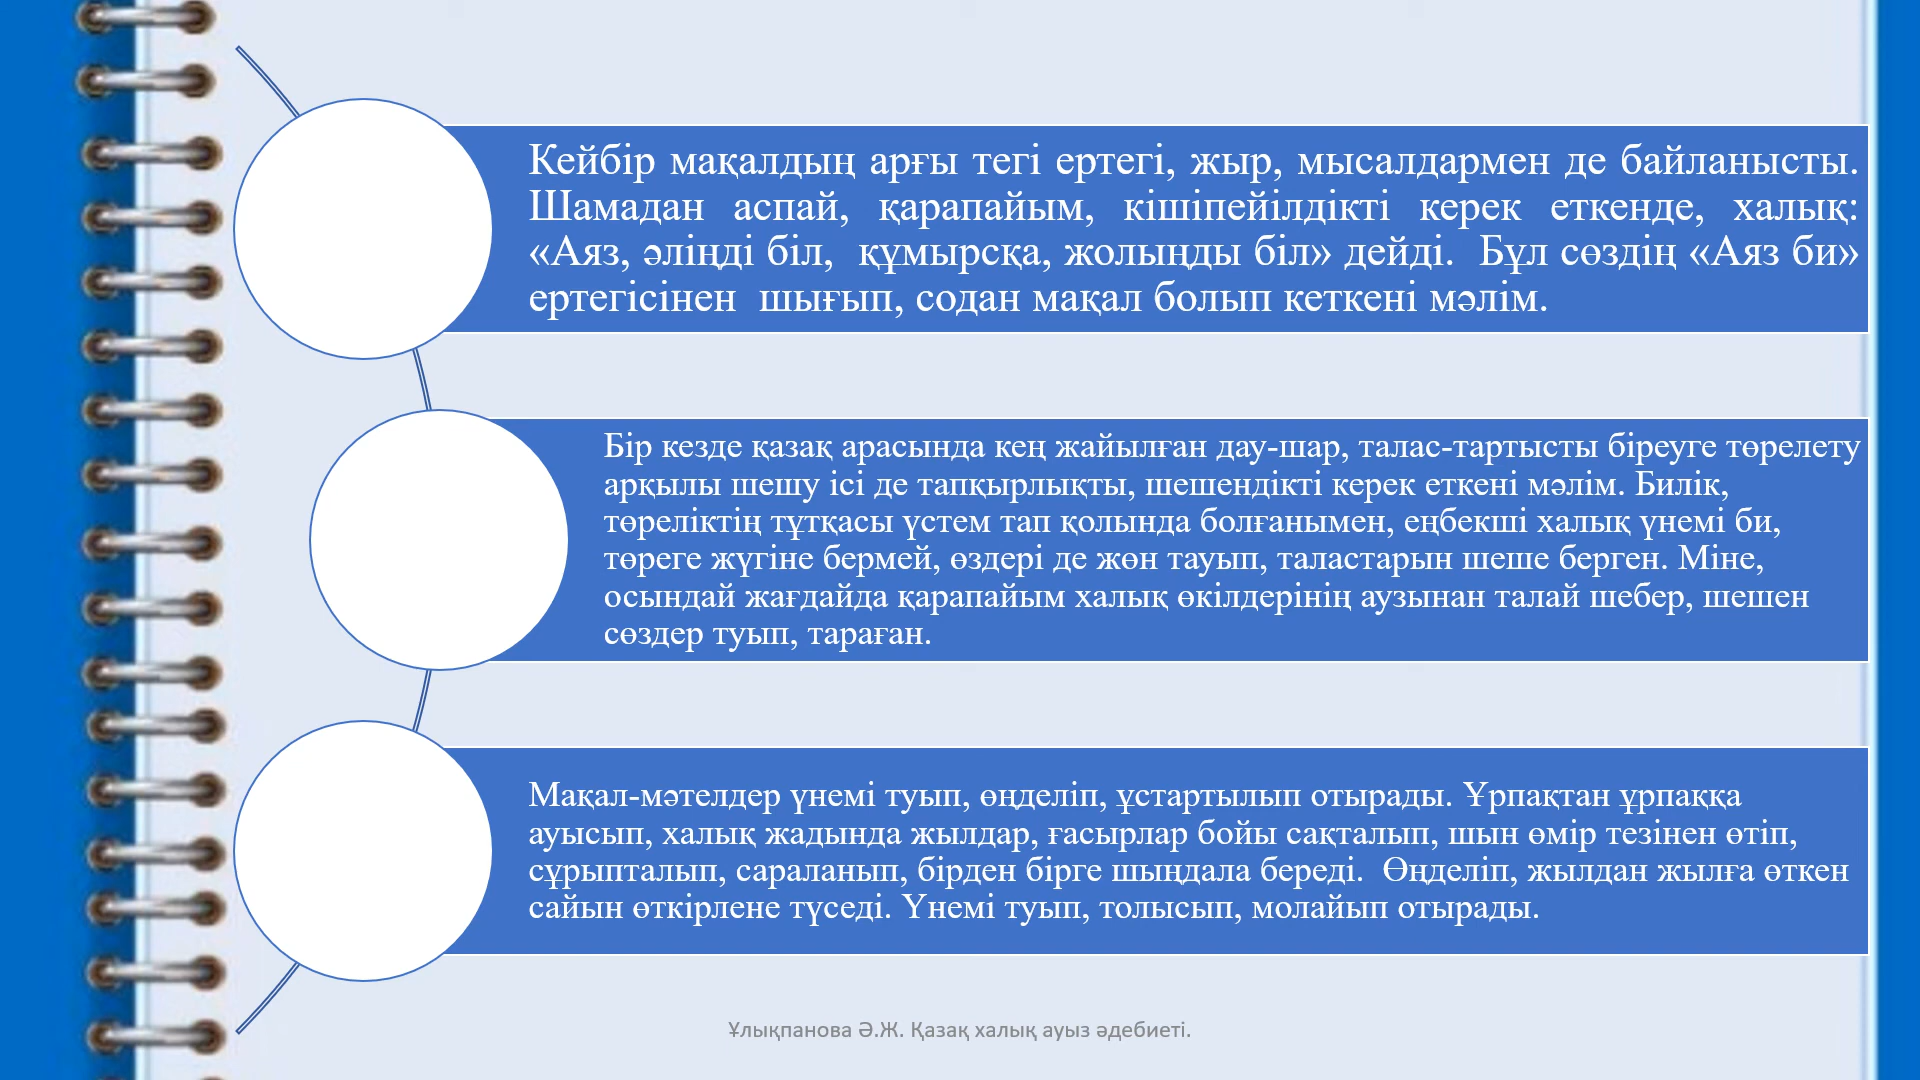 Кейбір мақалдың арғы тегі ертегі, жыр, мысалдармен де байланысты.
Шамадан аспай, қарапайым, кішіпейілдікті керек еткенде, халық:
«Аяз, әліңді біл,  құмырсқа, жолыңды біл» дейді.  Бұл сөздің «Аяз би»
ертегісінен  шығып, содан мақал болып кеткені мәлім.
Бір кезде қазақ арасында кең жайылған дау-шар, талас-тартысты біреуге төрелету
арқылы шешу ісі де тапқырлықты, шешендікті керек еткені мәлім. Билік,
төреліктің тұтқасы үстем тап қолында болғанымен, еңбекші халық үнемі би,
төреге жүгіне бермей, өздері де жөн тауып, таластарын шеше берген. Міне,
осындай жағдайда қарапайым халық өкілдерінің аузынан талай шебер, шешен
сөздер туып, тараған.
Мақал-мәтелдер үнемі туып, өңделіп, ұстартылып отырады. Ұрпақтан ұрпаққа
ауысып, халық жадында жылдар, ғасырлар бойы сақталып, шын өмір тезінен өтіп,
сұрыпталып, сараланып, бірден бірге шыңдала береді.  Өңделіп, жылдан жылға өткен
сайын өткірлене түседі. Үнемі туып, толысып, молайып отырады.
Ұлықпанова Ә.Ж. Қазақ халық ауыз әдебиеті.